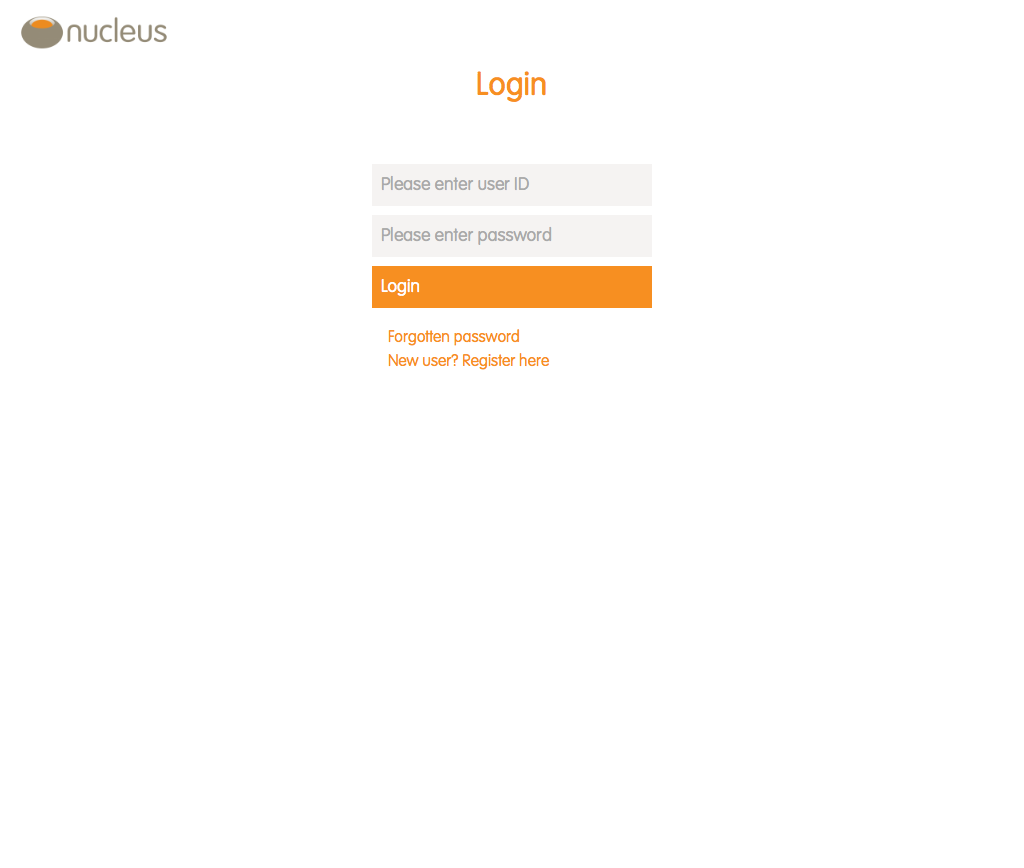 nucleus
Login
Please enter user ID
Please enter password
Login
Forgotten password
New user? Register here